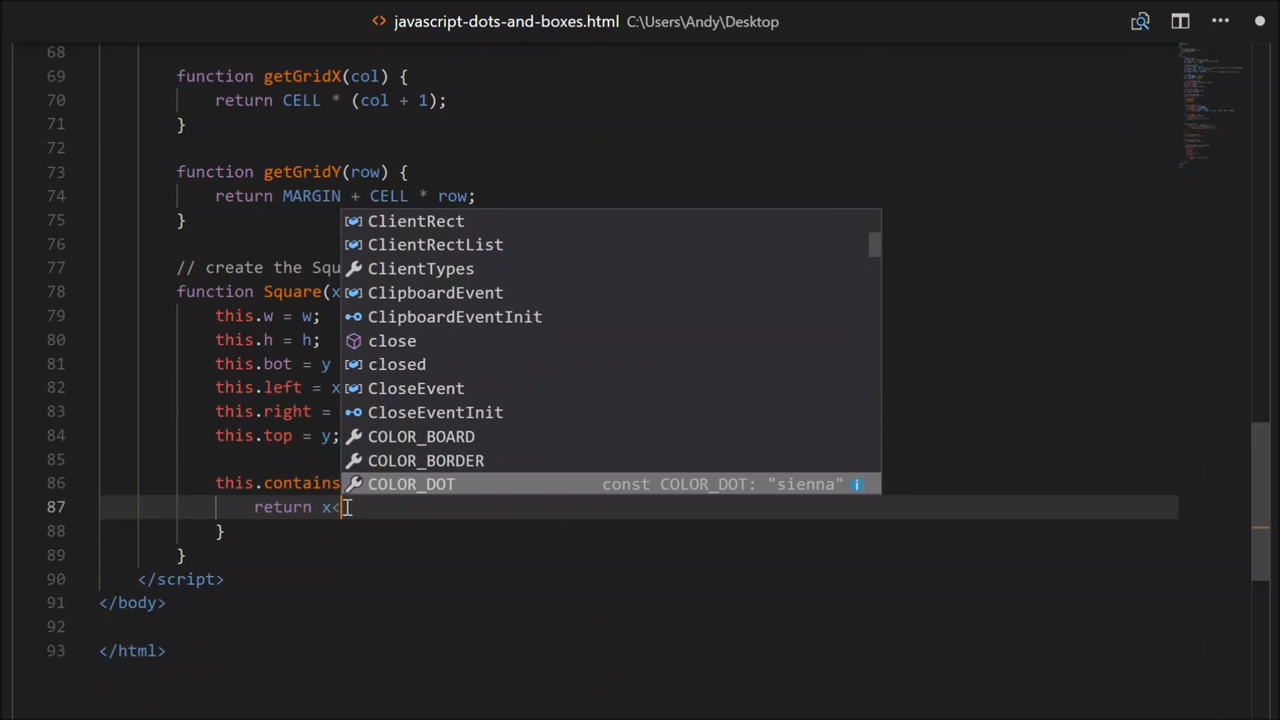 <> javascript-dots-and-boxes.html C:\Users\Andy\Desktop
68
69 function getGridX(col) {
70 return CELL * (col + 1);
71 }
72
73 function getGridY(row) {
74 return MARGIN + CELL * row;
75 }
76
77 // create the Squ
78 function Square(x
79 this.w = w;
80 this.h = h;
81 this.bot = y
82 this.left = x
83 this.right =
84 this.top = y;
85
86 this.contains
87 return x<
88 }
89 }
90 </script>
91 </body>
92
93 </html>
ClientRect
ClientRectList
ClientTypes
ClipboardEvent
ClipboardEventInit
close
closed
CloseEvent
CloseEventInit
COLOR_BOARD
COLOR_BORDER
COLOR_DOT const COLOR_DOT: "sienna"